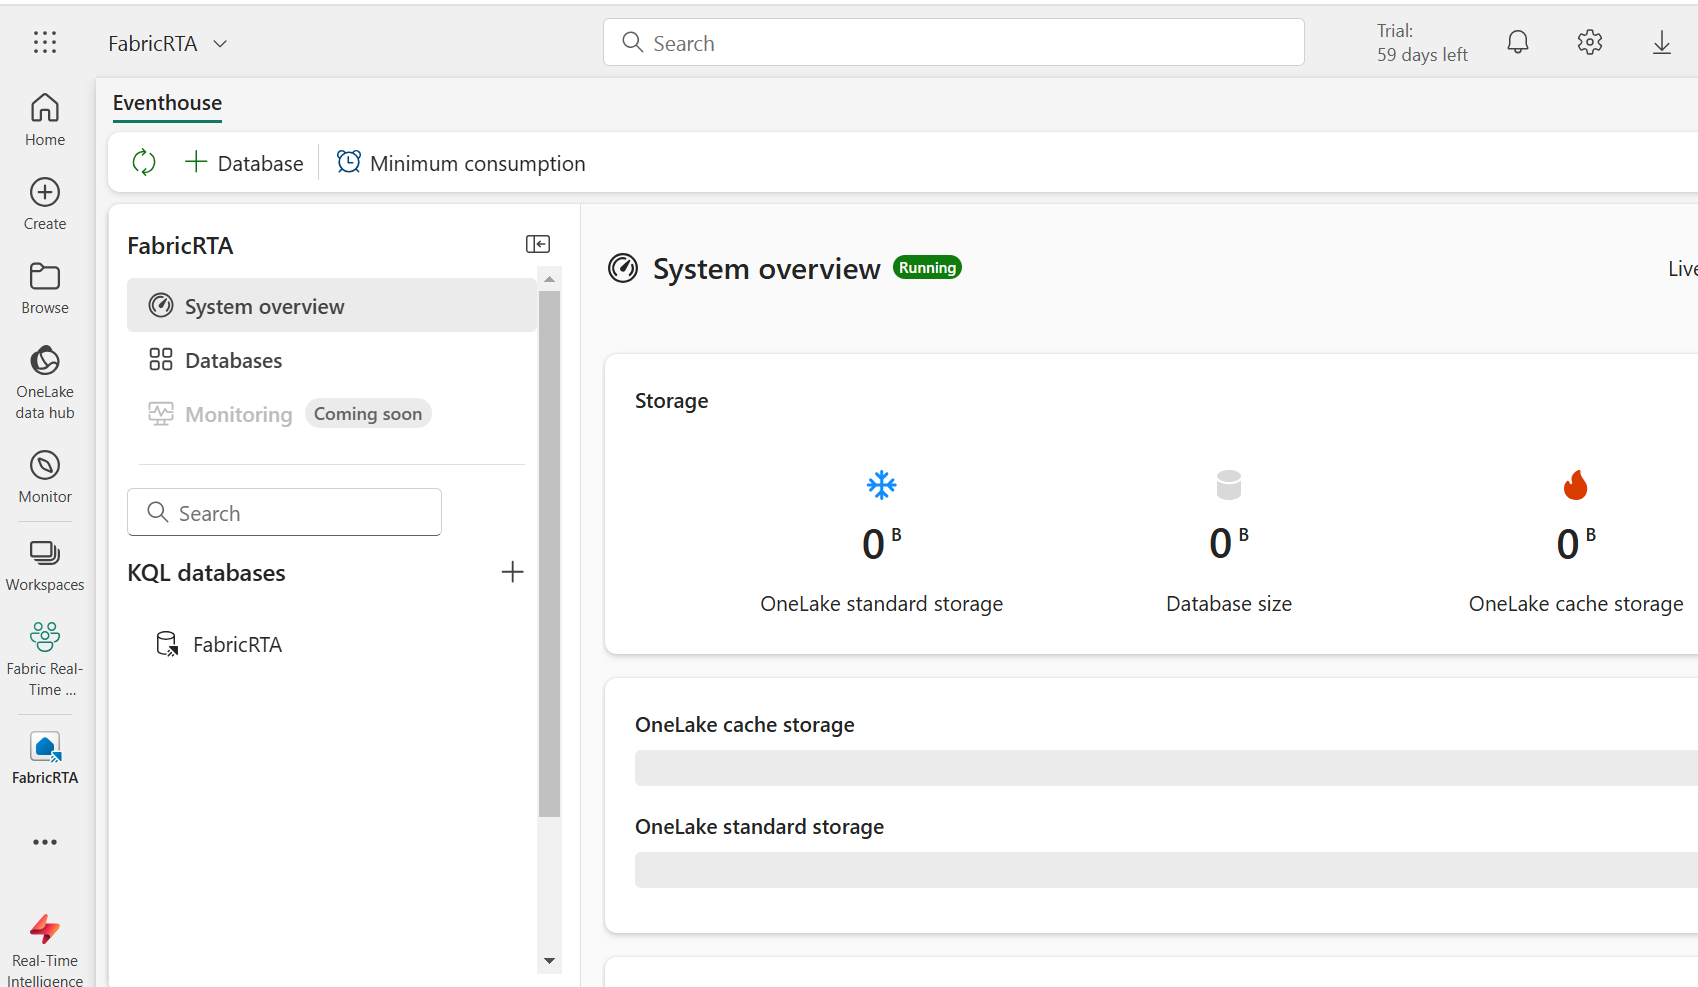 FabricRTA
Search
Trial:
59 days left
Home
Create
Browse
OneLake
data hub
Monitor
Workspaces
Fabric Real-
Time ...
FabricRTA
Real-Time
Intelligence
Eventhouse
Database
Minimum consumption
FabricRTA
System overview
Databases
Monitoring Coming soon
Search
KQL databases
FabricRTA
System overview Running
Live
Storage
0 B
OneLake standard storage
0 B
Database size
0 B
OneLake cache storage
OneLake cache storage
OneLake standard storage